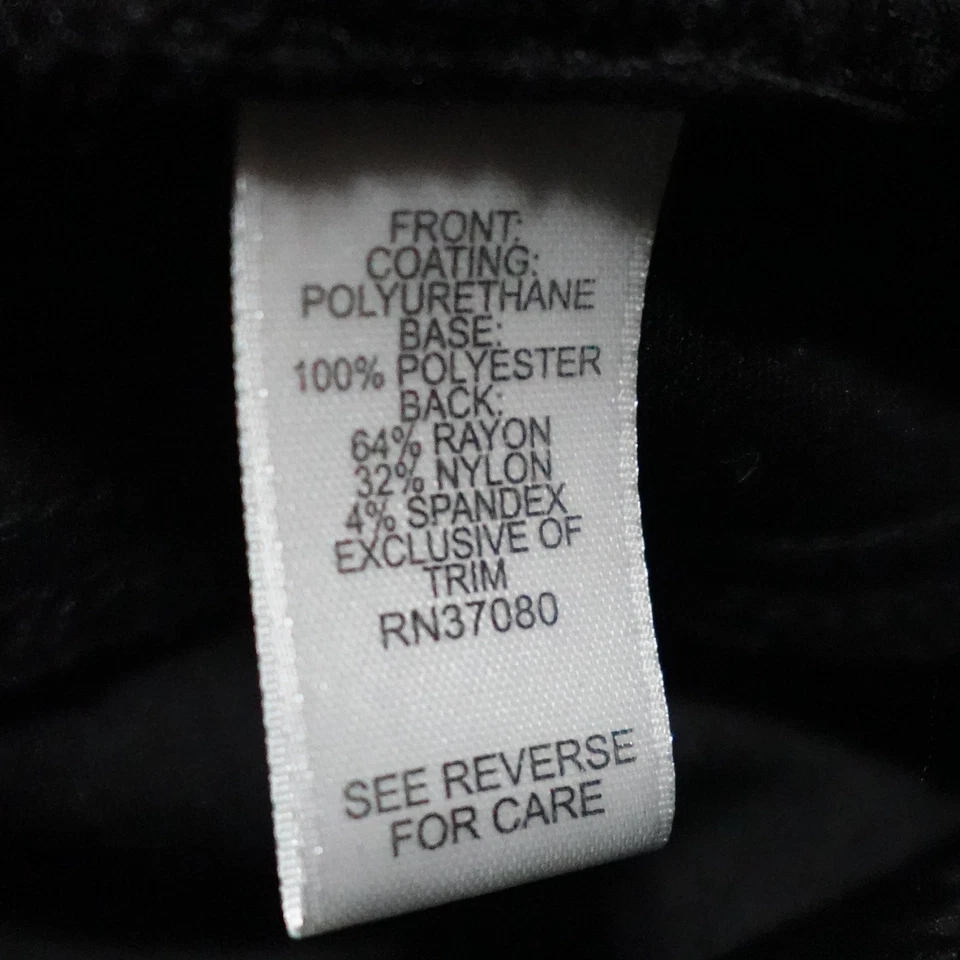 FRONT:
COATING:
POLYURETHANE
BASE:
100% POLYESTER
BACK:
64% RAYON
32% NYLON
4% SPANDEX
EXCLUSIVE OF
TRIM
RN37080
SEE REVERSE
FOR CARE